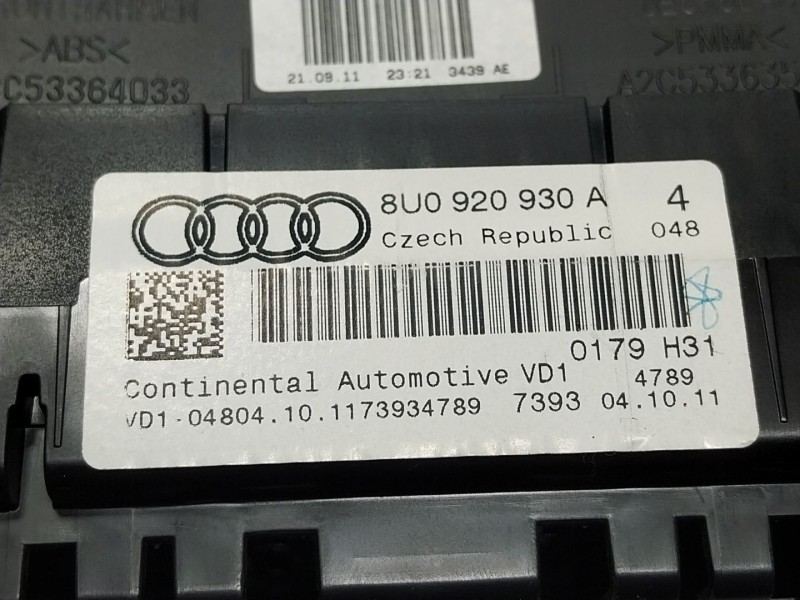 >ABS<
C53364033
21.09.11 23:21 3439 AE
>PMMA<
8U0 920 930 A 4
Czech Republic 048
0179 H31
Continental Automotive VD1 4789
VD1-04804.10.1173934789 7393 04.10.11